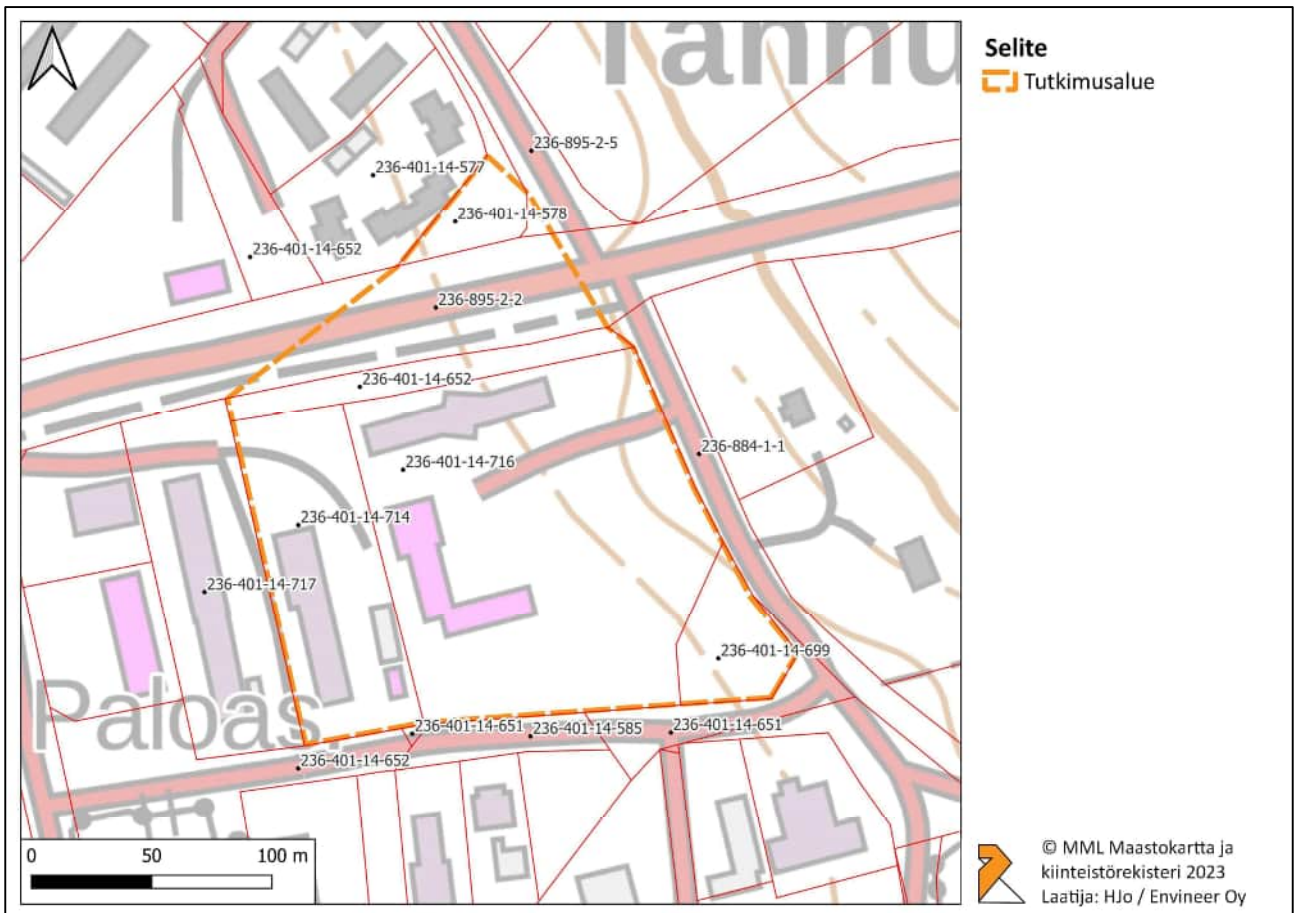 Tannu
Selite
Tutkimusalue
236-895-2-5
236-401-14-577
236-401-14-578
236-401-14-652
236-895-2-2
236-401-14-652
236-884-1-1
236-401-14-716
236-401-14-714
236-401-14-717
236-401-14-699
Paloas.
236-401-14-651
236-401-14-585
236-401-14-651
236-401-14-652
0 50 100 m
© MML Maastokartta ja
kiinteistörekisteri 2023
Laatija: HJo / Envineer Oy